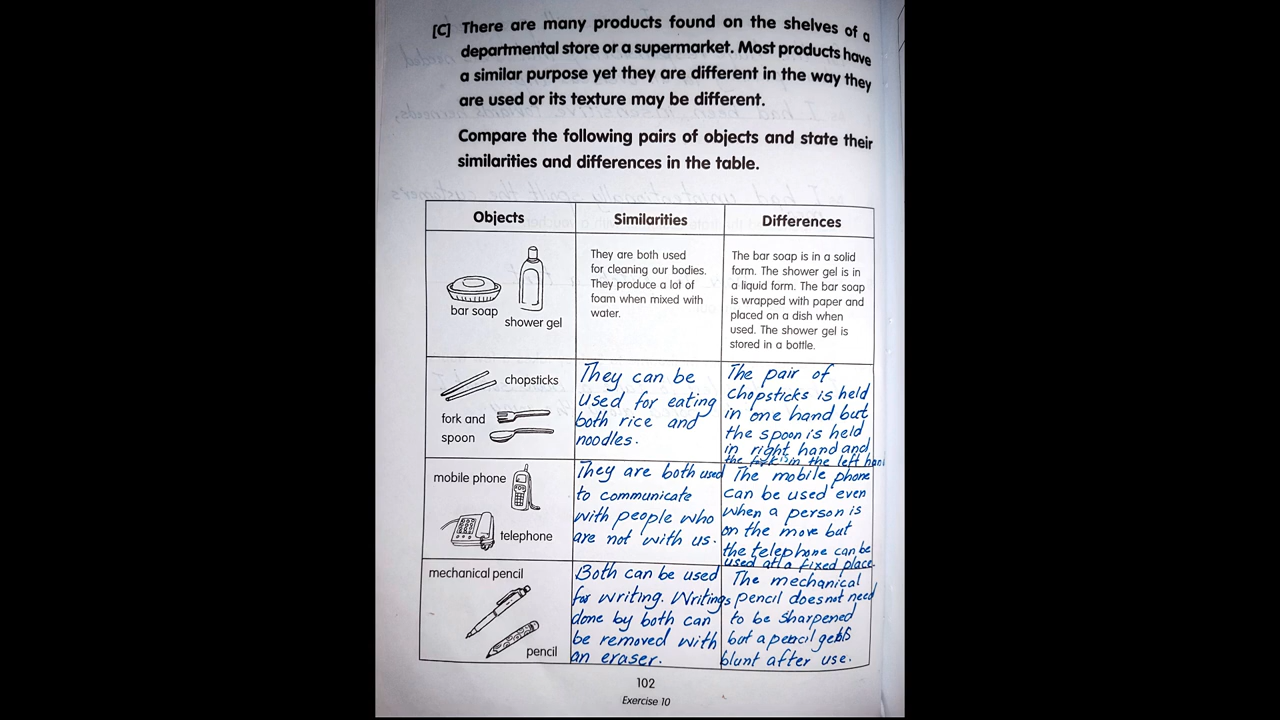 [C] There are many products found on the shelves of a
departmental store or a supermarket. Most products have
a similar purpose yet they are different in the way they
are used or its texture may be different.
Compare the following pairs of objects and state their
similarities and differences in the table.
Objects
Similarities
Differences
bar soap
shower gel
They are both used
for cleaning our bodies.
They produce a lot of
foam when mixed with
water.
The bar soap is in a solid
form. The shower gel is in
a liquid form. The bar soap
is wrapped with paper and
placed on a dish when
used. The shower gel is
stored in a bottle.
chopsticks
fork and
spoon
They can be
used for eating
both rice and
noodles.
The pair of
chopsticks is held
in one hand but
the spoon is held
in right hand and
the fork is in the left hand
mobile phone
telephone
They are both used
to communicate
with people who
are not with us.
The mobile phone
can be used even
when a person is
on the move but
the telephone can be
used at a fixed place.
mechanical pencil
pencil
Both can be used
for writing. Writings
done by both can
be removed with
an eraser.
The mechanical
pencil does not need
to be sharpened
but a pencil gets
blunt after use.
102
Exercise 10